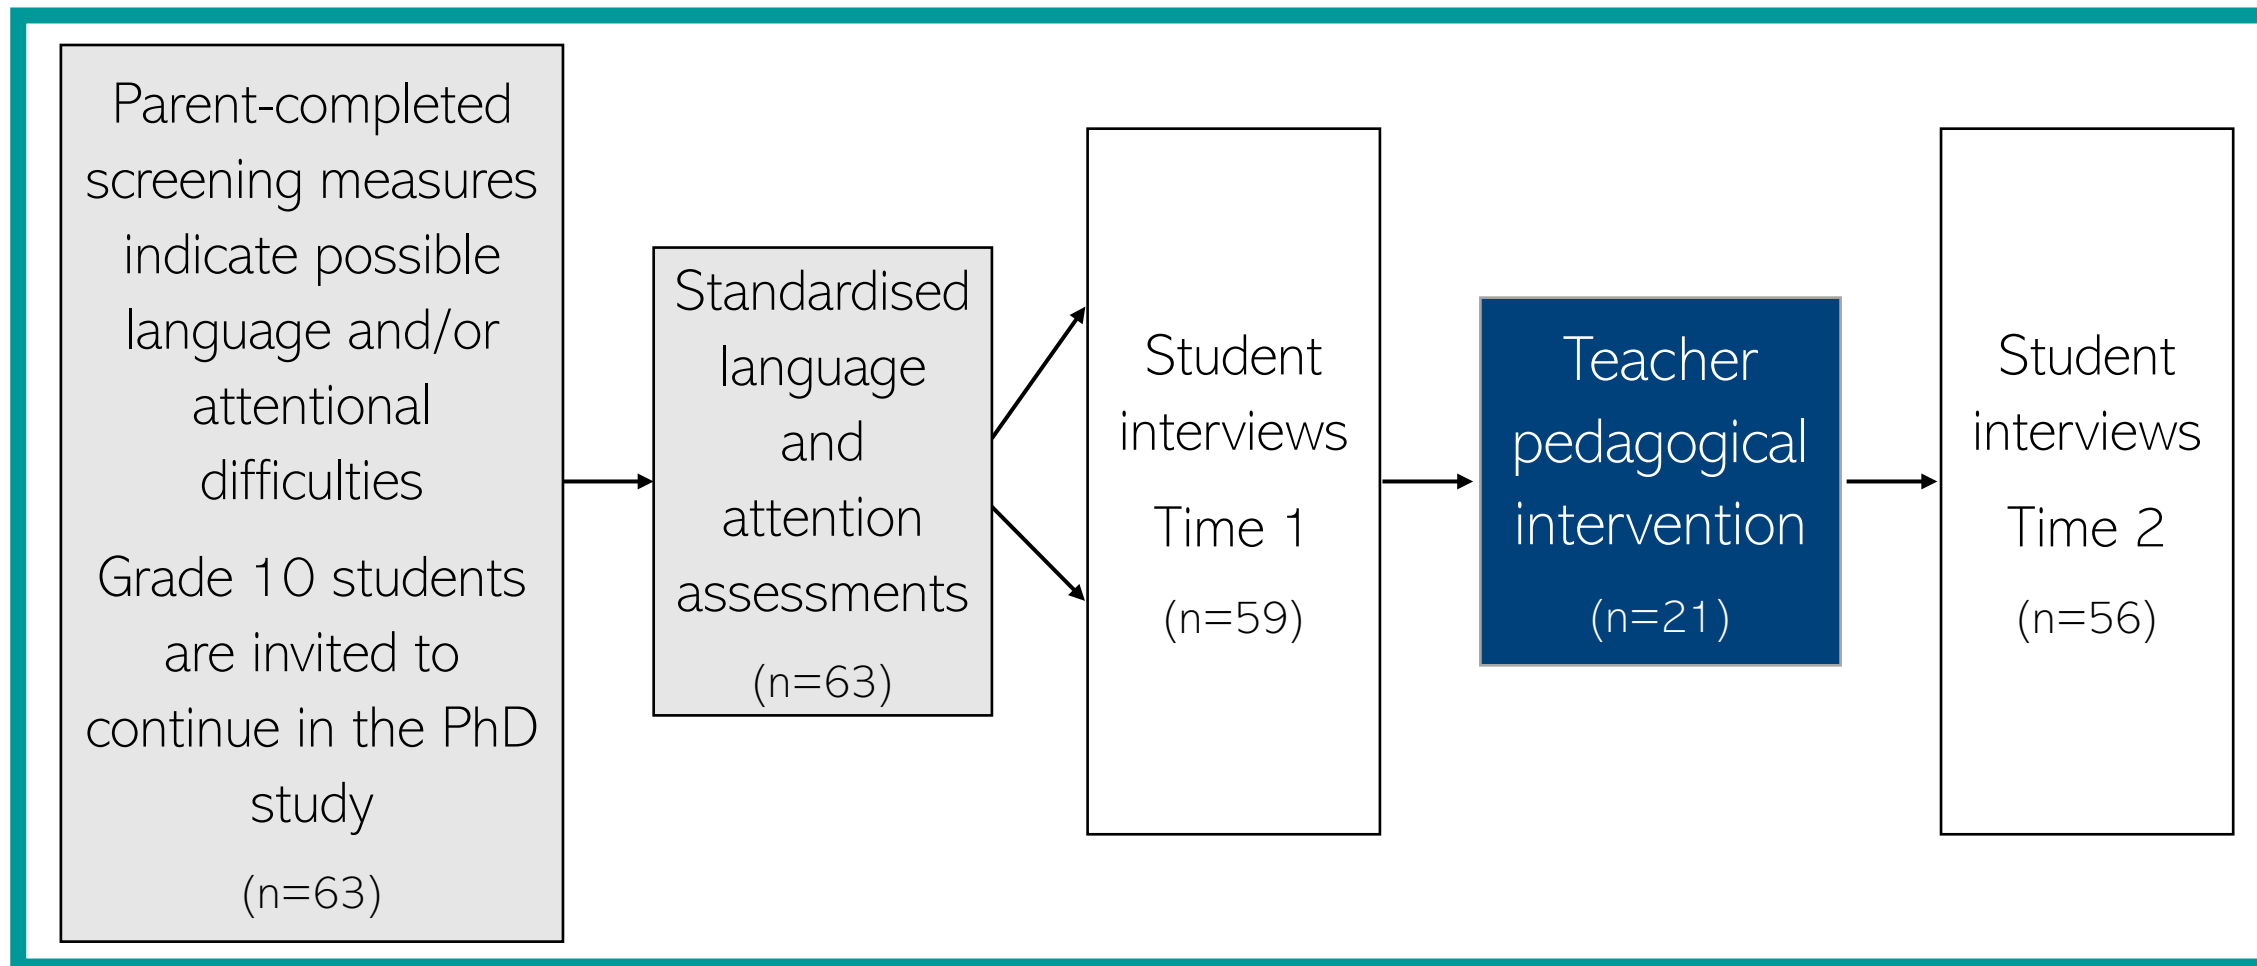 Parent-completed
screening measures
indicate possible
language and/or
attentional
difficulties
Grade 10 students
are invited to
continue in the PhD
study
(n=63)
Standardised
language
and
attention
assessments
(n=63)
Student
interviews
Time 1
(n=59)
Teacher
pedagogical
intervention
(n=21)
Student
interviews
Time 2
(n=56)